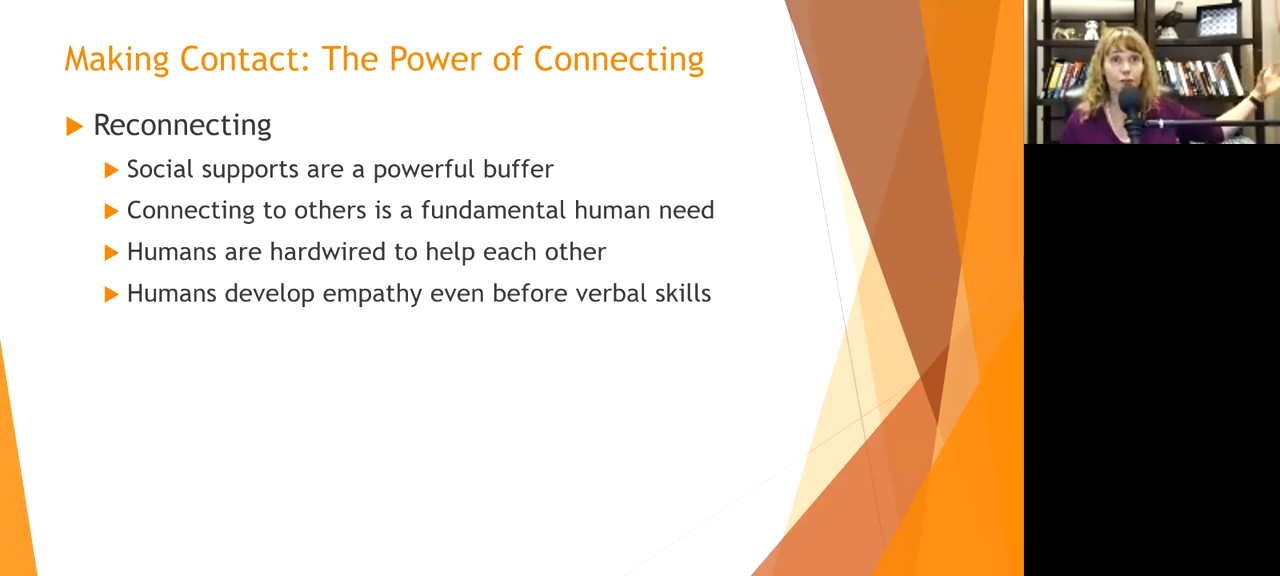 Making Contact: The Power of Connecting
Reconnecting
Social supports are a powerful buffer
Connecting to others is a fundamental human need
Humans are hardwired to help each other
Humans develop empathy even before verbal skills